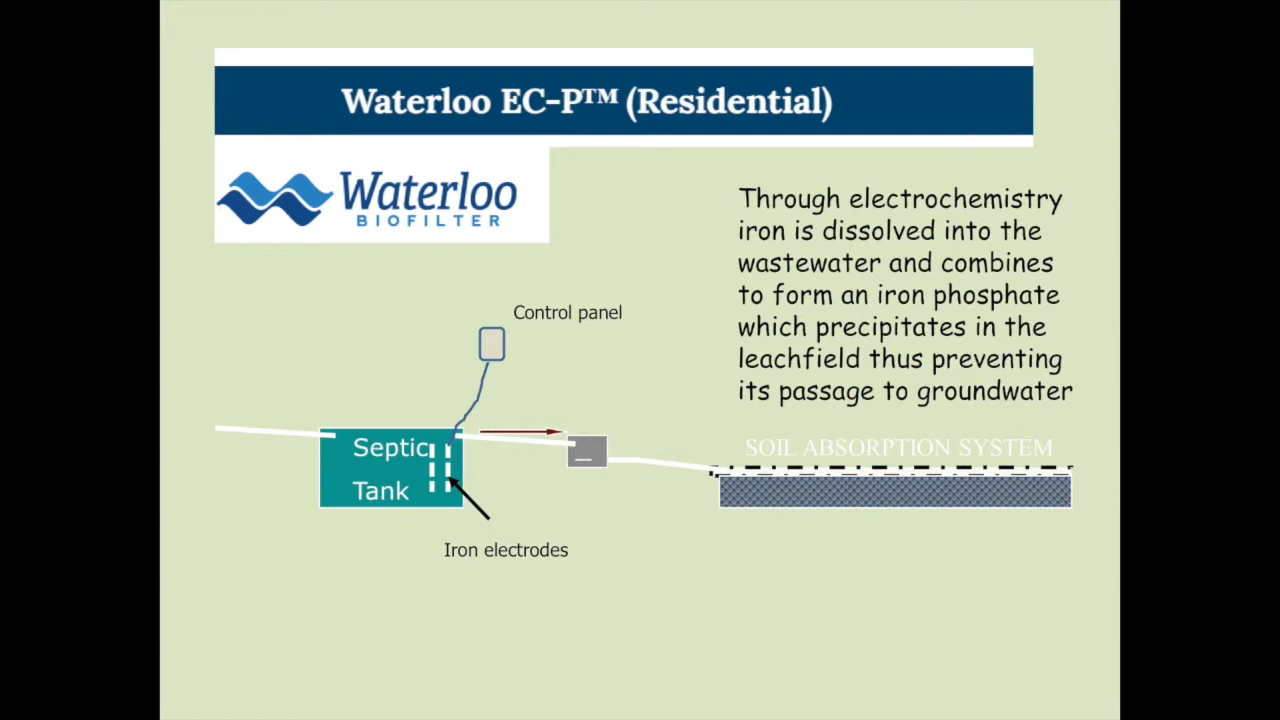 Waterloo EC-P™ (Residential)
Waterloo
BIOFILTER
Through electrochemistry
iron is dissolved into the
wastewater and combines
to form an iron phosphate
which precipitates in the
leachfield thus preventing
its passage to groundwater
Control panel
Septic
Tank
SOIL ABSORPTION SYSTEM
Iron electrodes